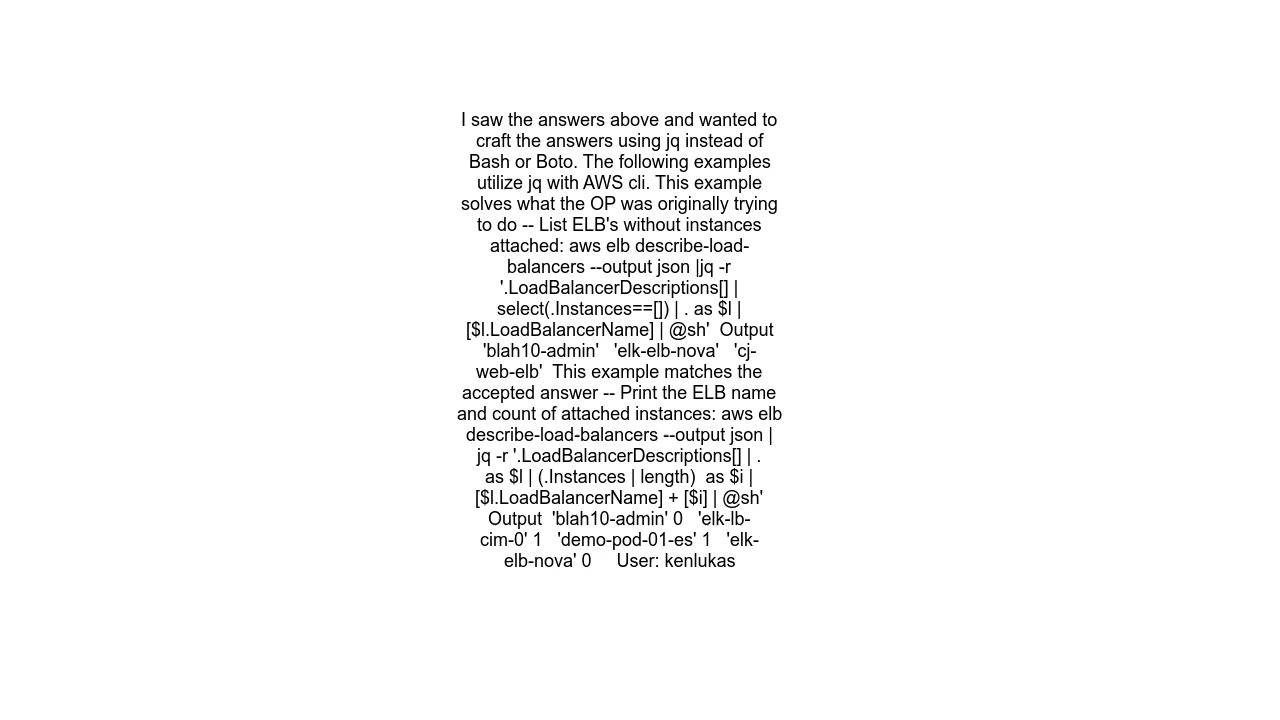 I saw the answers above and wanted to
craft the answers using jq instead of
Bash or Boto. The following examples
utilize jq with AWS cli. This example
solves what the OP was originally trying
to do -- List ELB's without instances
attached: aws elb describe-load-
balancers --output json |jq -r
'.LoadBalancerDescriptions[] |
select(.Instances==[]) | . as $l |
[$l.LoadBalancerName] | @sh'  Output
'blah10-admin'   'elk-elb-nova'   'cj-
web-elb'  This example matches the
accepted answer -- Print the ELB name
and count of attached instances: aws elb
describe-load-balancers --output json |
jq -r '.LoadBalancerDescriptions[] | .
as $l | (.Instances | length)  as $i |
[$l.LoadBalancerName] + [$i] | @sh'
Output  'blah10-admin' 0   'elk-lb-
cim-0' 1   'demo-pod-01-es' 1   'elk-
elb-nova' 0     User: kenlukas